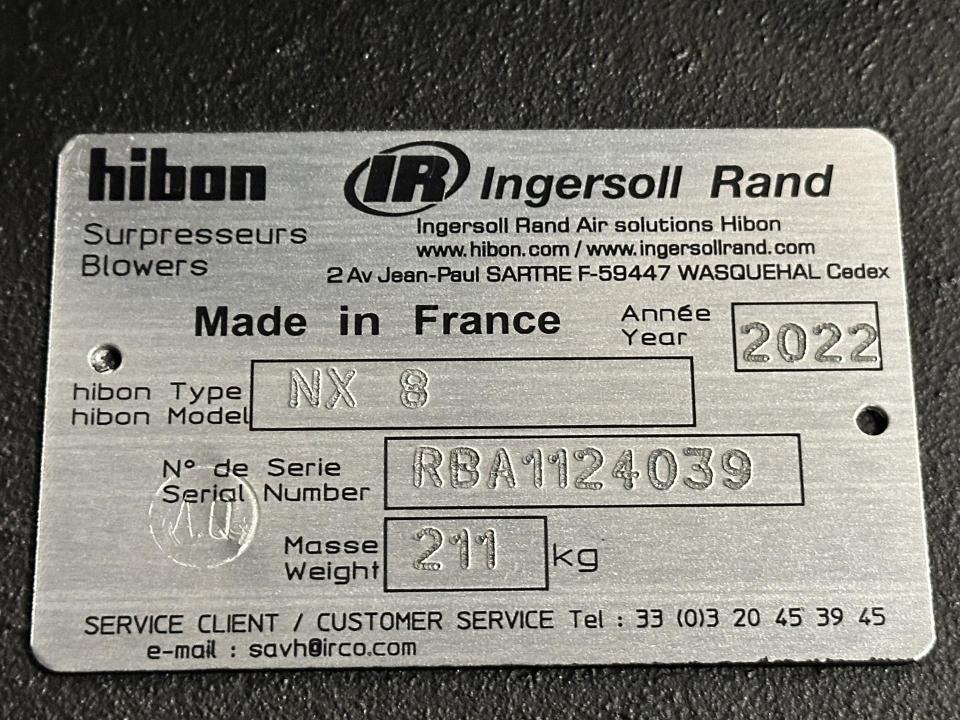 hibon
IR Ingersoll Rand
Surpresseurs
Blowers
Ingersoll Rand Air solutions Hibon
www.hibon.com / www.ingersollrand.com
2 Av Jean-Paul SARTRE F-59447 WASQUEHAL Cedex
Made in France
Année
Year
2022
hibon Type
hibon Model
NX 8
N° de Serie
Serial Number
RBA1124039
Masse
Weight
211
kg
SERVICE CLIENT / CUSTOMER SERVICE Tel : 33 (0)3 20 45 39 45
e-mail : savh@irco.com